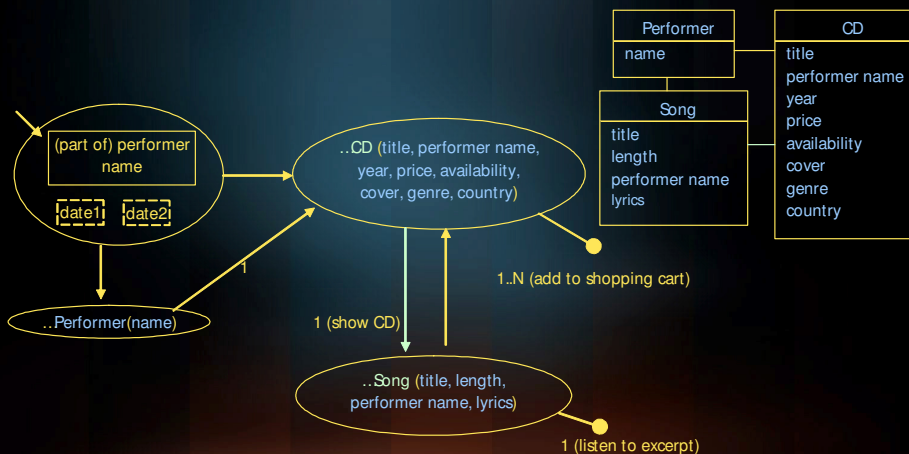 (part of) performer
name
date1 date2
...Performer(name)
1
...CD (title, performer name,
year, price, availability,
cover, genre, country)
1..N (add to shopping cart)
1 (show CD)
...Song (title, length,
performer name, lyrics)
1 (listen to excerpt)
Performer
name
Song
title
length
performer name
lyrics
CD
title
performer name
year
price
availability
cover
genre
country